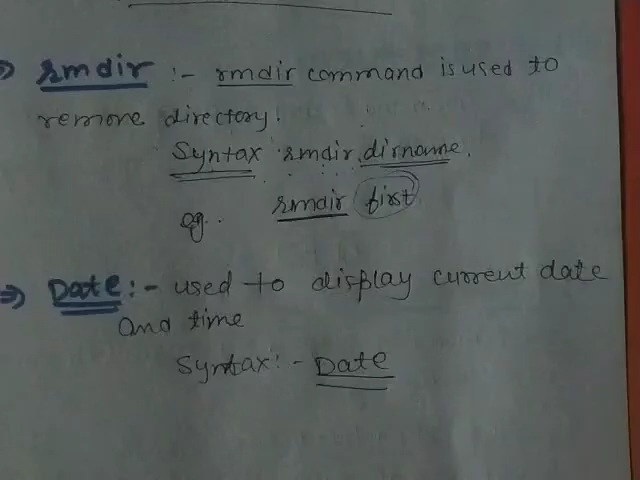 ⇒ rmdir :- rmdir command is used to
remove directory.
Syntax rmdir dirname.
eg. rmdir first
⇒ Date :- used to display current date
and time
Syntax :- Date